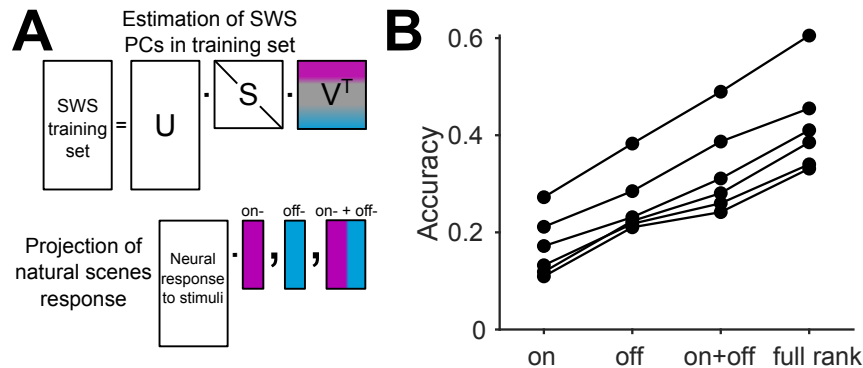 A
Estimation of SWS
PCs in training set
SWS
training
set
=
U
·
S
·
V^T
Projection of
natural scenes
response
Neural
response
to stimuli
·
on-
,
off-
,
on- + off-
B
Accuracy
0.6
0.4
0.2
0
on off on+off full rank